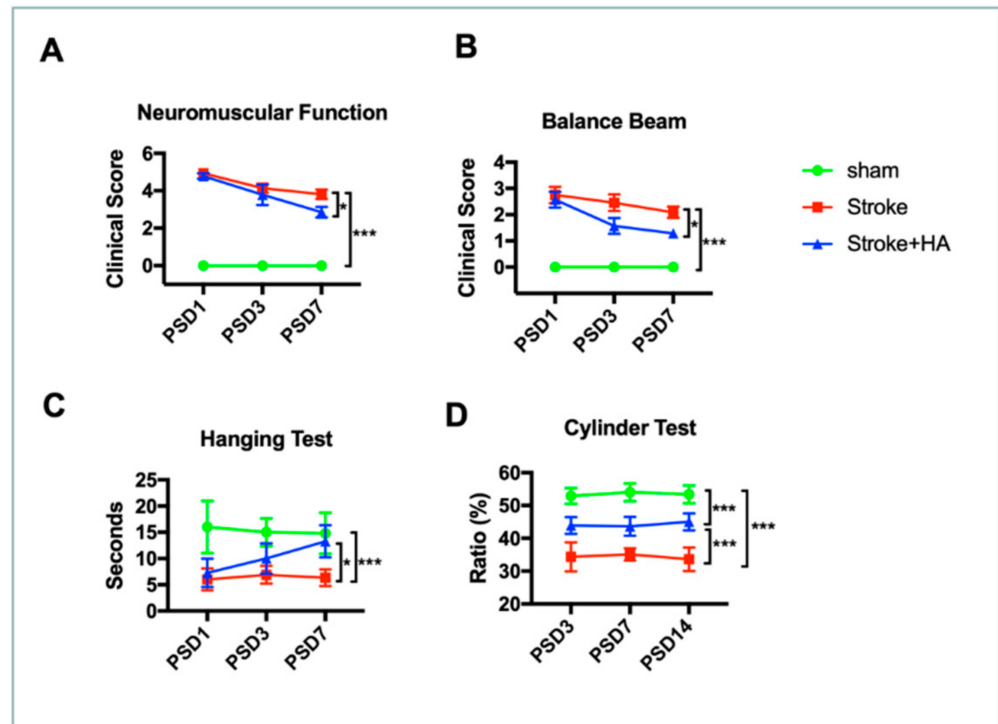 A
Neuromuscular Function
Clinical Score
6
4
2
0
*
***
PSD1
PSD3
PSD7
B
Balance Beam
Clinical Score
4
3
2
1
0
*
***
PSD1
PSD3
PSD7
sham
Stroke
Stroke+HA
C
Hanging Test
Seconds
25
20
15
10
5
0
*
***
PSD1
PSD3
PSD7
D
Cylinder Test
Ratio (%)
60
50
40
30
20
***
***
***
PSD3
PSD7
PSD14